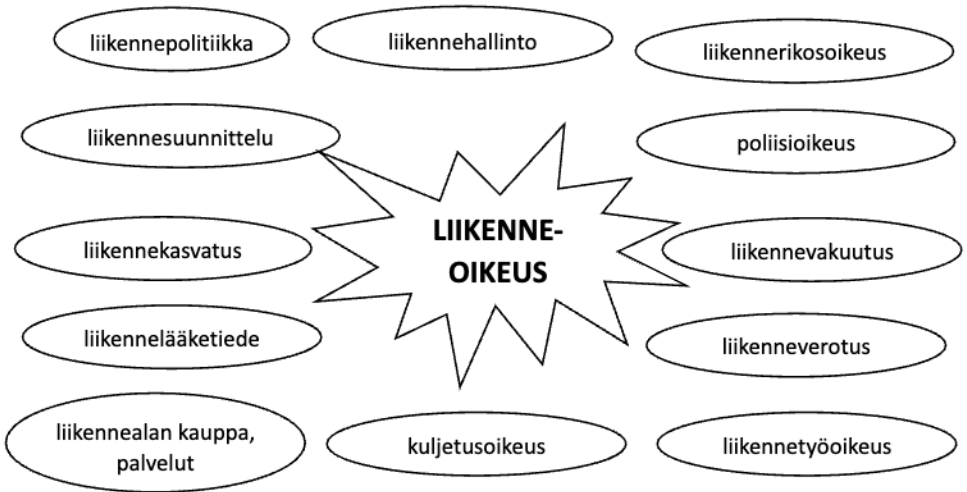 liikennepolitiikka
liikennehallinto
liikennerikosoikeus
liikennesuunnittelu
poliisioikeus
LIIKENNE-
OIKEUS
liikennekasvatus
liikennevakuutus
liikennelääketiede
liikenneverotus
liikennealan kauppa,
palvelut
kuljetusoikeus
liikennetyöoikeus